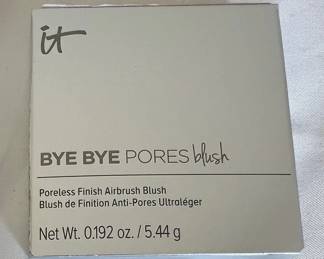 it
BYE BYE PORES blush
Poreless Finish Airbrush Blush
Blush de Finition Anti-Pores Ultraléger
Net Wt. 0.192 oz. / 5.44 g